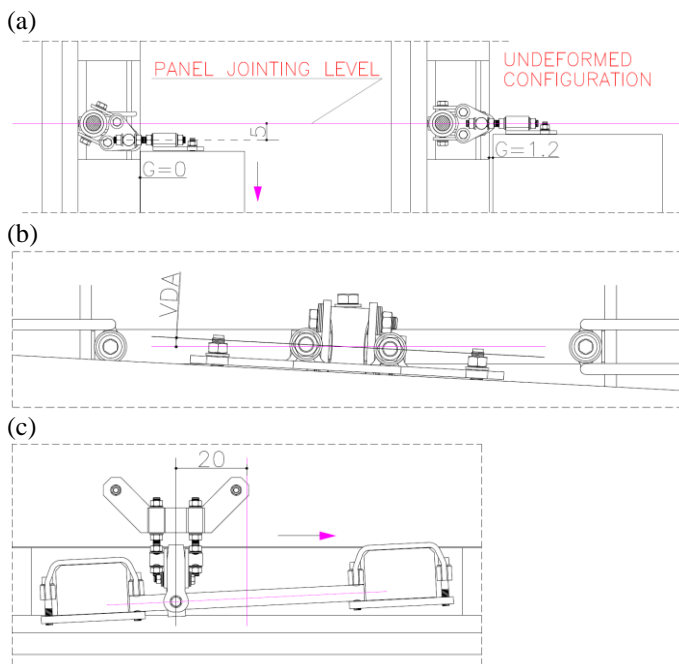 (a)
PANEL JOINTING LEVEL
UNDEFORMED
CONFIGURATION
5
G=0
G=1.2
(b)
VDA
(c)
20